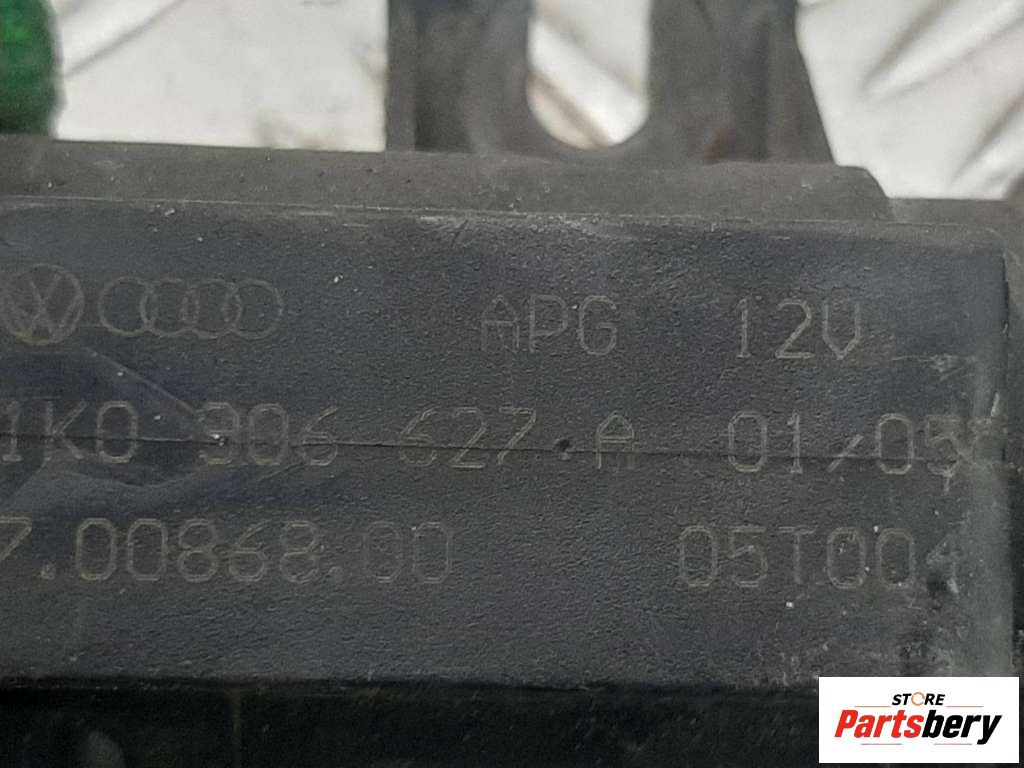 APG 12V
1K0 906 627 A 01/05
7.00868.00 05T004
STORE
Partsbery